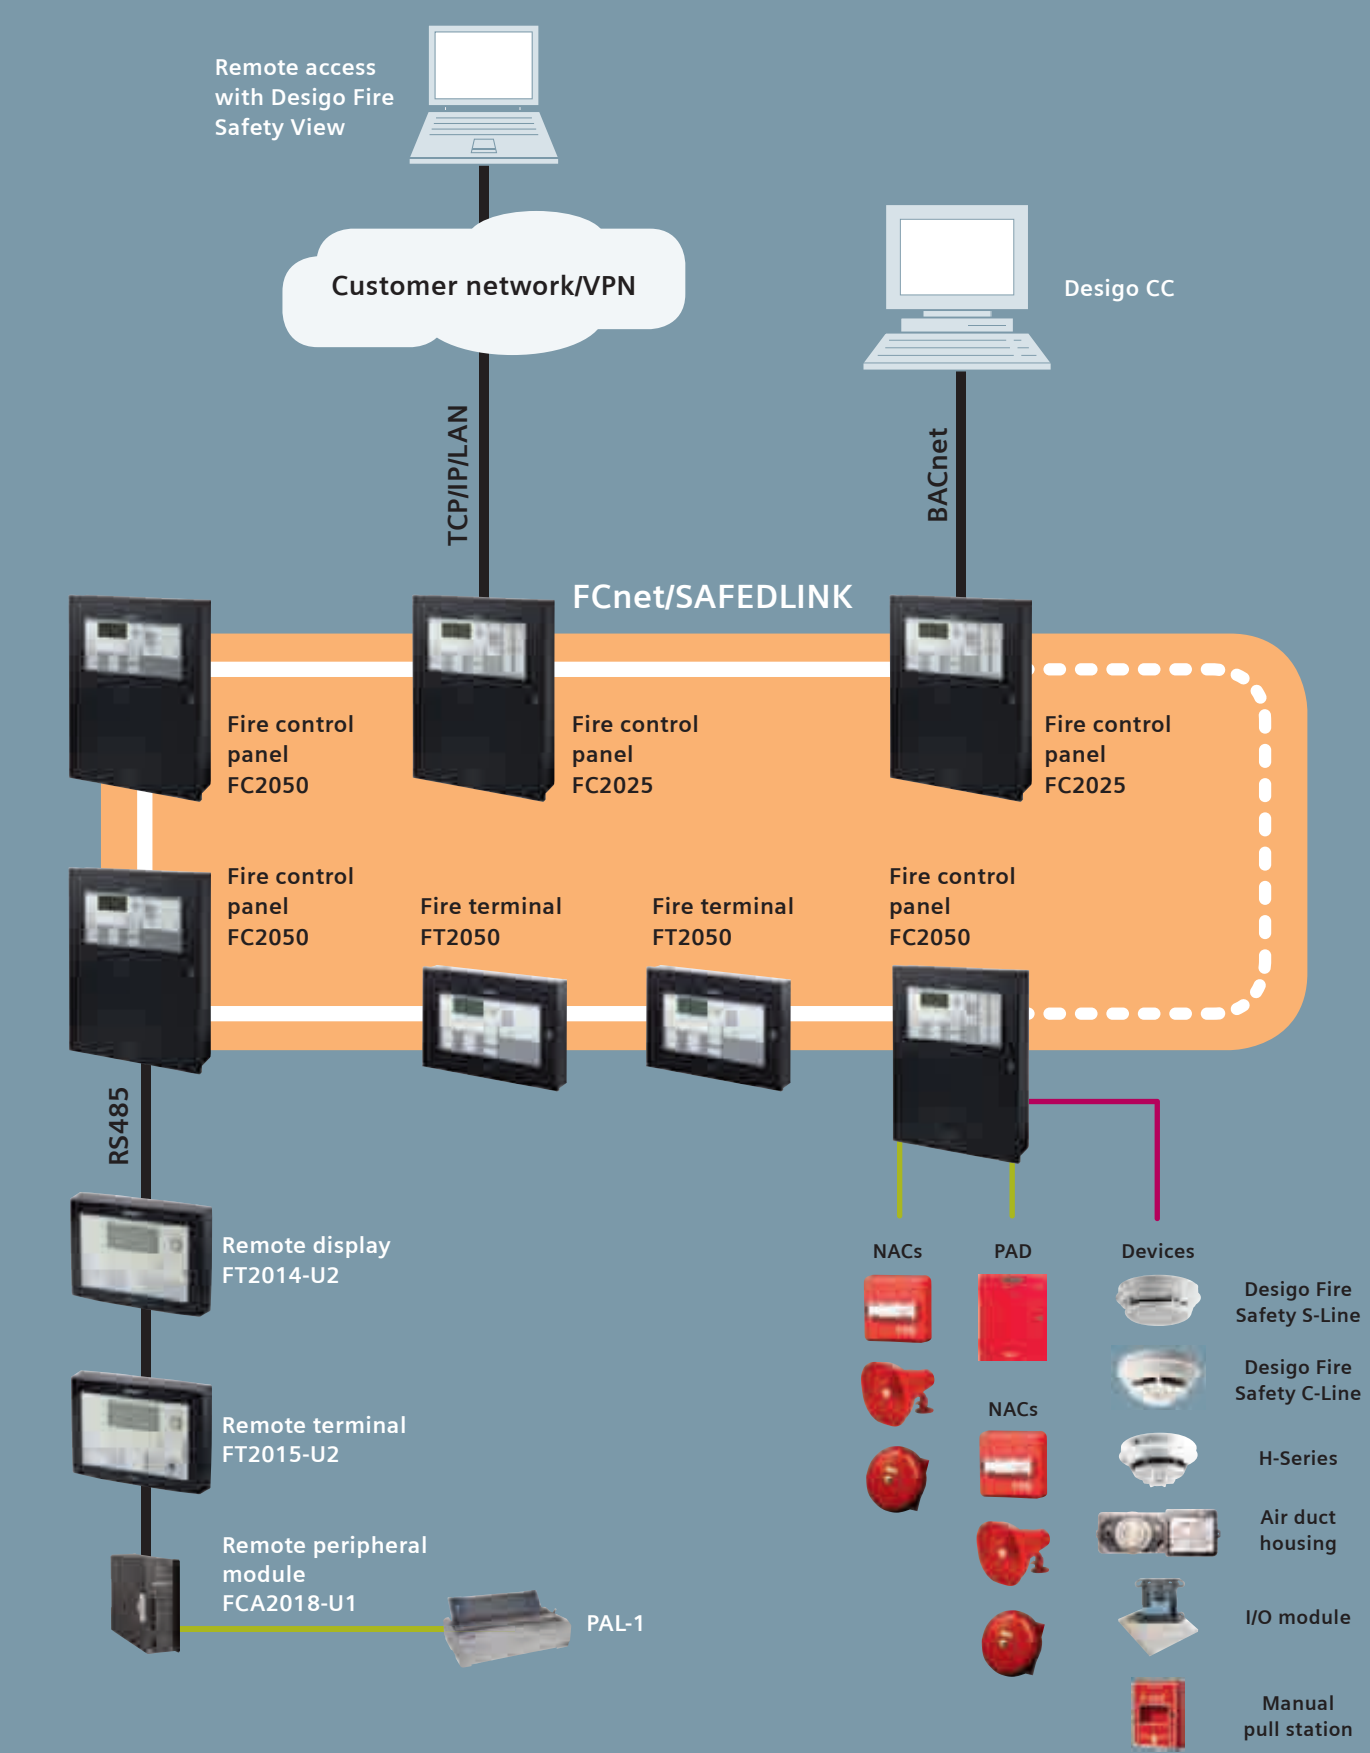 Remote access
with Desigo Fire
Safety View
Customer network/VPN
Desigo CC
TCP/IP/LAN
BACnet
FCnet/SAFEDLINK
Fire control
panel
FC2050
Fire control
panel
FC2025
Fire control
panel
FC2025
Fire control
panel
FC2050
Fire terminal
FT2050
Fire terminal
FT2050
Fire control
panel
FC2050
RS485
Remote display
FT2014-U2
Remote terminal
FT2015-U2
Remote peripheral
module
FCA2018-U1
PAL-1
NACs
PAD
NACs
Devices
Desigo Fire
Safety S-Line
Desigo Fire
Safety C-Line
H-Series
Air duct
housing
I/O module
Manual
pull station